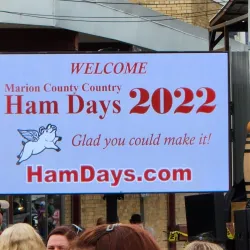 WELCOME
Marion County Country
Ham Days 2022
Glad you could make it!
HamDays.com